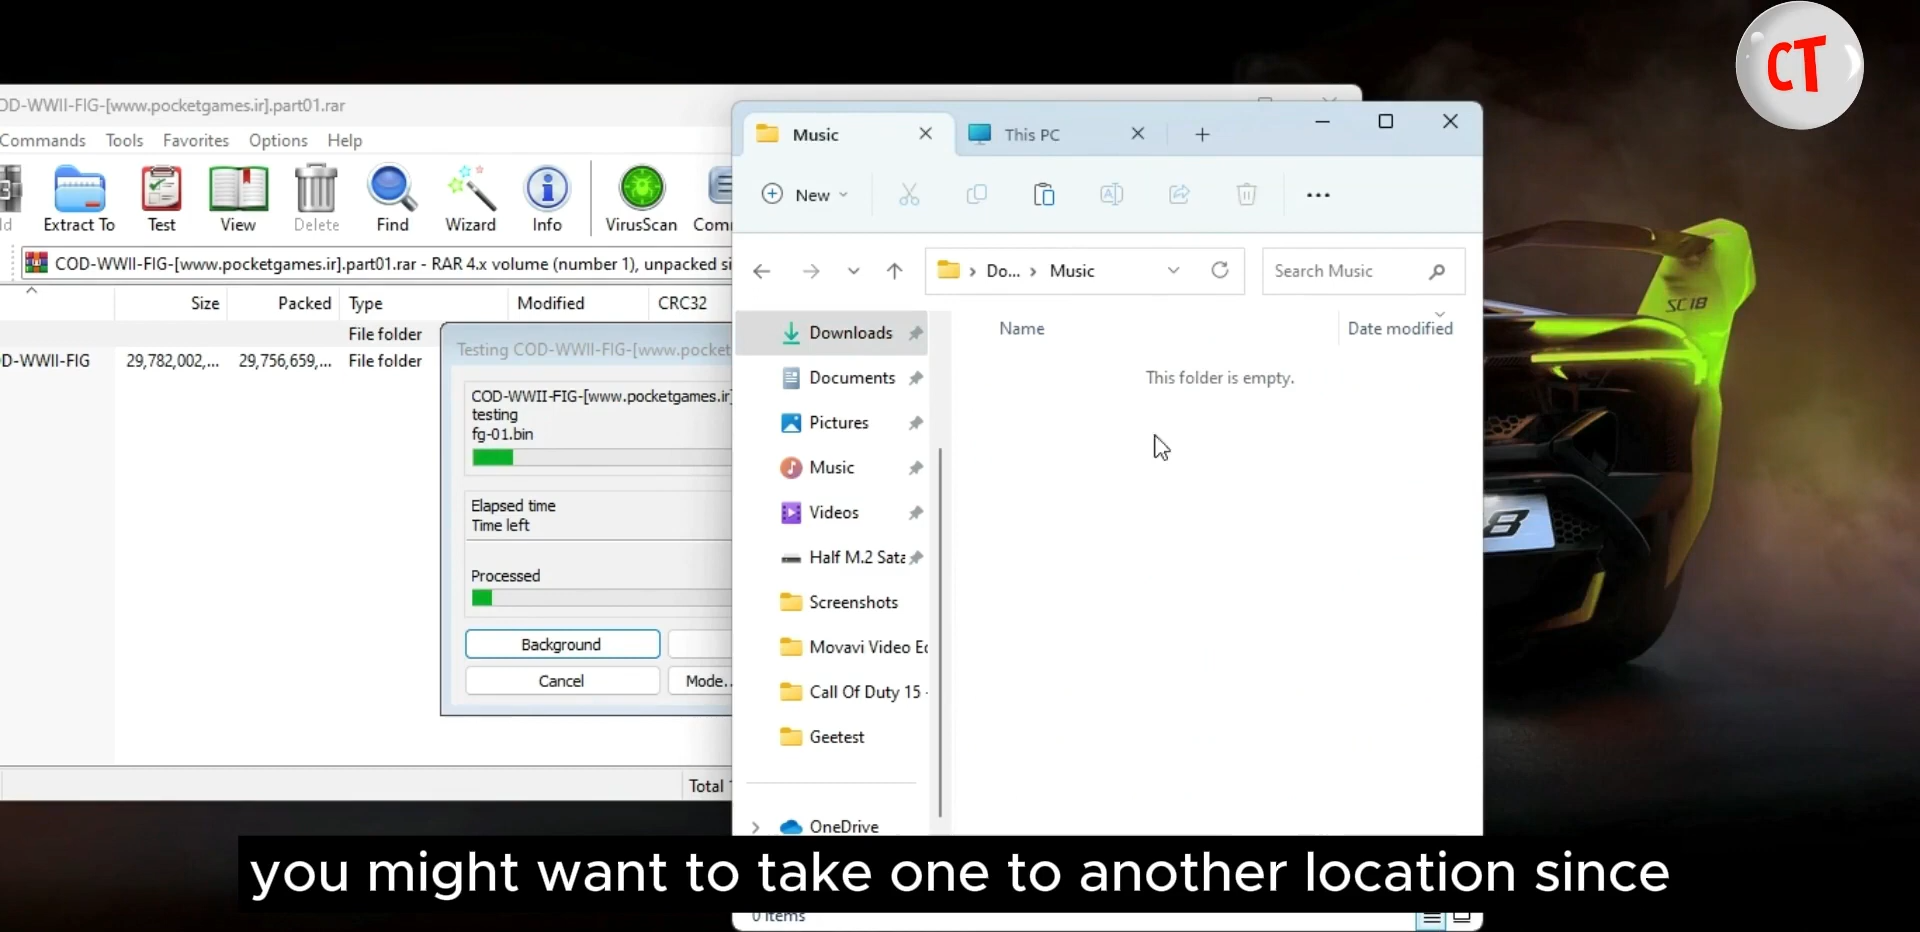 CT
OD-WWII-FIG-[www.pocketgames.ir].part01.rar
Commands Tools Favorites Options Help
Extract To Test View Delete Find Wizard Info VirusScan Com
COD-WWII-FIG-[www.pocketgames.ir].part01.rar - RAR 4.x volume (number 1), unpacked si
Size Packed Type Modified CRC32
File folder
D-WWII-FIG 29,782,002,... 29,756,659,... File folder
Testing COD-WWII-FIG-[www.pocket
COD-WWII-FIG-[www.pocketgames.ir]
testing
fg-01.bin
Elapsed time
Time left
Processed
Background
Cancel Mode..
Total
Music This PC
New
Do... Music Search Music
Downloads
Documents
Pictures
Music
Videos
Half M.2 Sata
Screenshots
Movavi Video Ed
Call Of Duty 15 -
Geetest
OneDrive
Name Date modified
This folder is empty.
SC18
you might want to take one to another location since
0 items